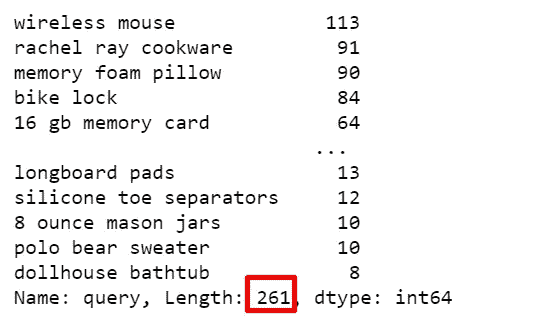 wireless mouse 113
rachel ray cookware 91
memory foam pillow 90
bike lock 84
16 gb memory card 64
...
longboard pads 13
silicone toe separators 12
8 ounce mason jars 10
polo bear sweater 10
dollhouse bathtub 8
Name: query, Length: 261, dtype: int64